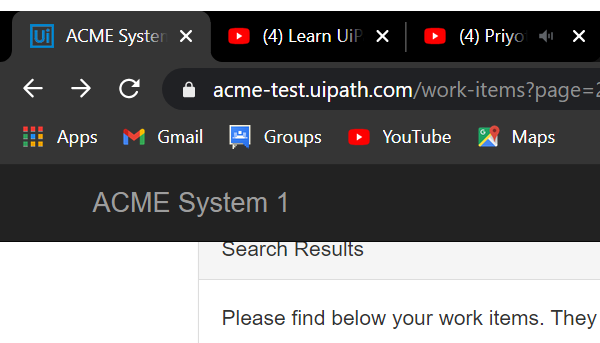 Ui ACME System (4) Learn UiP (4) Priyo
acme-test.uipath.com/work-items?page=2
Apps Gmail Groups YouTube Maps
ACME System 1
Search Results
Please find below your work items. They